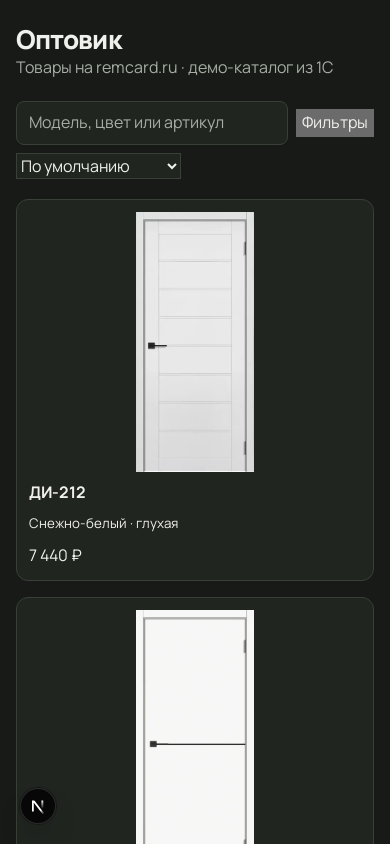 Оптовик
Товары на remcard.ru · демо-каталог из 1С
Модель, цвет или артикул
Фильтры
По умолчанию
ДИ-212
Снежно-белый · глухая
7 440 ₽
N